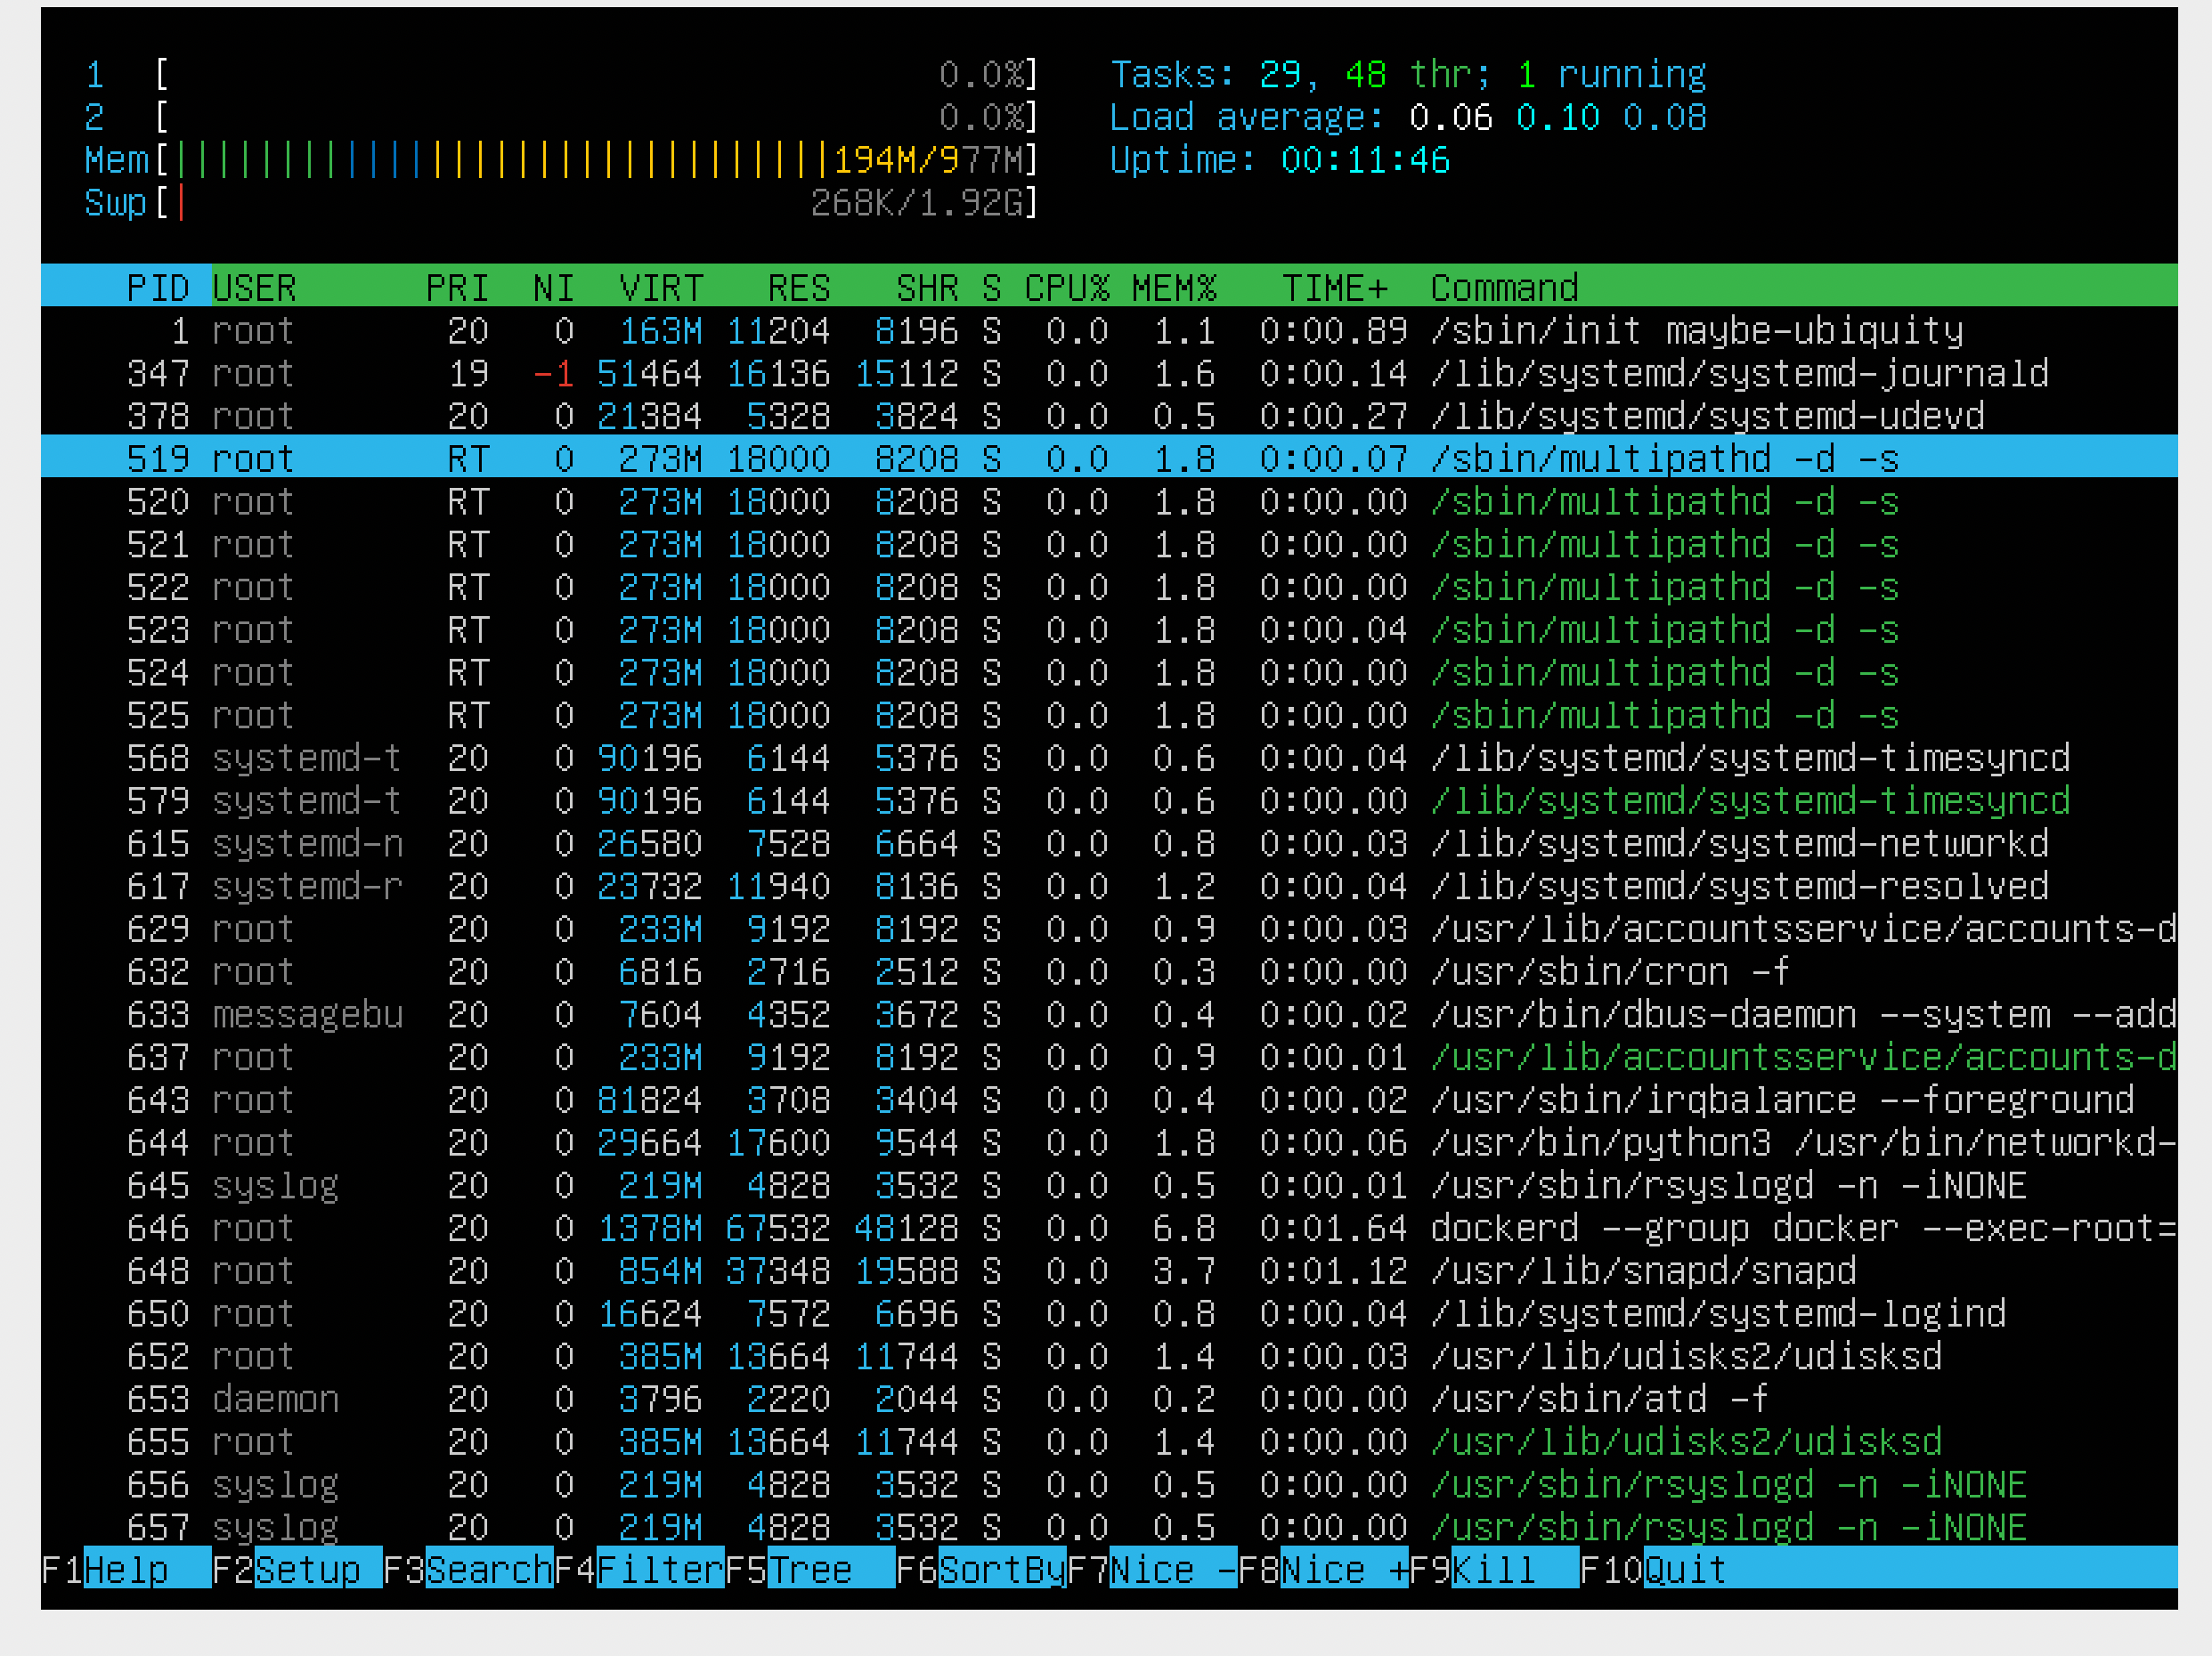 1 [ 0.0%] Tasks: 29, 48 thr; 1 running
2 [ 0.0%] Load average: 0.06 0.10 0.08
Mem[|||||||||||||||||||||||||||||||194M/977M] Uptime: 00:11:46
Swp[| 268K/1.92G]
PID USER PRI NI VIRT RES SHR S CPU% MEM% TIME+ Command
1 root 20 0 163M 11204 8196 S 0.0 1.1 0:00.89 /sbin/init maybe-ubiquity
347 root 19 -1 51464 16136 15112 S 0.0 1.6 0:00.14 /lib/systemd/systemd-journald
378 root 20 0 21384 5328 3824 S 0.0 0.5 0:00.27 /lib/systemd/systemd-udevd
519 root RT 0 273M 18000 8208 S 0.0 1.8 0:00.07 /sbin/multipathd -d -s
520 root RT 0 273M 18000 8208 S 0.0 1.8 0:00.00 /sbin/multipathd -d -s
521 root RT 0 273M 18000 8208 S 0.0 1.8 0:00.00 /sbin/multipathd -d -s
522 root RT 0 273M 18000 8208 S 0.0 1.8 0:00.00 /sbin/multipathd -d -s
523 root RT 0 273M 18000 8208 S 0.0 1.8 0:00.04 /sbin/multipathd -d -s
524 root RT 0 273M 18000 8208 S 0.0 1.8 0:00.00 /sbin/multipathd -d -s
525 root RT 0 273M 18000 8208 S 0.0 1.8 0:00.00 /sbin/multipathd -d -s
568 systemd-t 20 0 90196 6144 5376 S 0.0 0.6 0:00.04 /lib/systemd/systemd-timesyncd
579 systemd-t 20 0 90196 6144 5376 S 0.0 0.6 0:00.00 /lib/systemd/systemd-timesyncd
615 systemd-n 20 0 26580 7528 6664 S 0.0 0.8 0:00.03 /lib/systemd/systemd-networkd
617 systemd-r 20 0 23732 11940 8136 S 0.0 1.2 0:00.04 /lib/systemd/systemd-resolved
629 root 20 0 233M 9192 8192 S 0.0 0.9 0:00.03 /usr/lib/accountsservice/accounts-d
632 root 20 0 6816 2716 2512 S 0.0 0.3 0:00.00 /usr/sbin/cron -f
633 messagebu 20 0 7604 4352 3672 S 0.0 0.4 0:00.02 /usr/bin/dbus-daemon --system --add
637 root 20 0 233M 9192 8192 S 0.0 0.9 0:00.01 /usr/lib/accountsservice/accounts-d
643 root 20 0 81824 3708 3404 S 0.0 0.4 0:00.02 /usr/sbin/irqbalance --foreground
644 root 20 0 29664 17600 9544 S 0.0 1.8 0:00.06 /usr/bin/python3 /usr/bin/networkd-
645 syslog 20 0 219M 4828 3532 S 0.0 0.5 0:00.01 /usr/sbin/rsyslogd -n -iNONE
646 root 20 0 1378M 67532 48128 S 0.0 6.8 0:01.64 dockerd --group docker --exec-root=
648 root 20 0 854M 37348 19588 S 0.0 3.7 0:01.12 /usr/lib/snapd/snapd
650 root 20 0 16624 7572 6696 S 0.0 0.8 0:00.04 /lib/systemd/systemd-logind
652 root 20 0 385M 13664 11744 S 0.0 1.4 0:00.03 /usr/lib/udisks2/udisksd
653 daemon 20 0 3796 2220 2044 S 0.0 0.2 0:00.00 /usr/sbin/atd -f
655 root 20 0 385M 13664 11744 S 0.0 1.4 0:00.00 /usr/lib/udisks2/udisksd
656 syslog 20 0 219M 4828 3532 S 0.0 0.5 0:00.00 /usr/sbin/rsyslogd -n -iNONE
657 syslog 20 0 219M 4828 3532 S 0.0 0.5 0:00.00 /usr/sbin/rsyslogd -n -iNONE
F1Help F2Setup F3SearchF4FilterF5Tree F6SortByF7Nice -F8Nice +F9Kill F10Quit